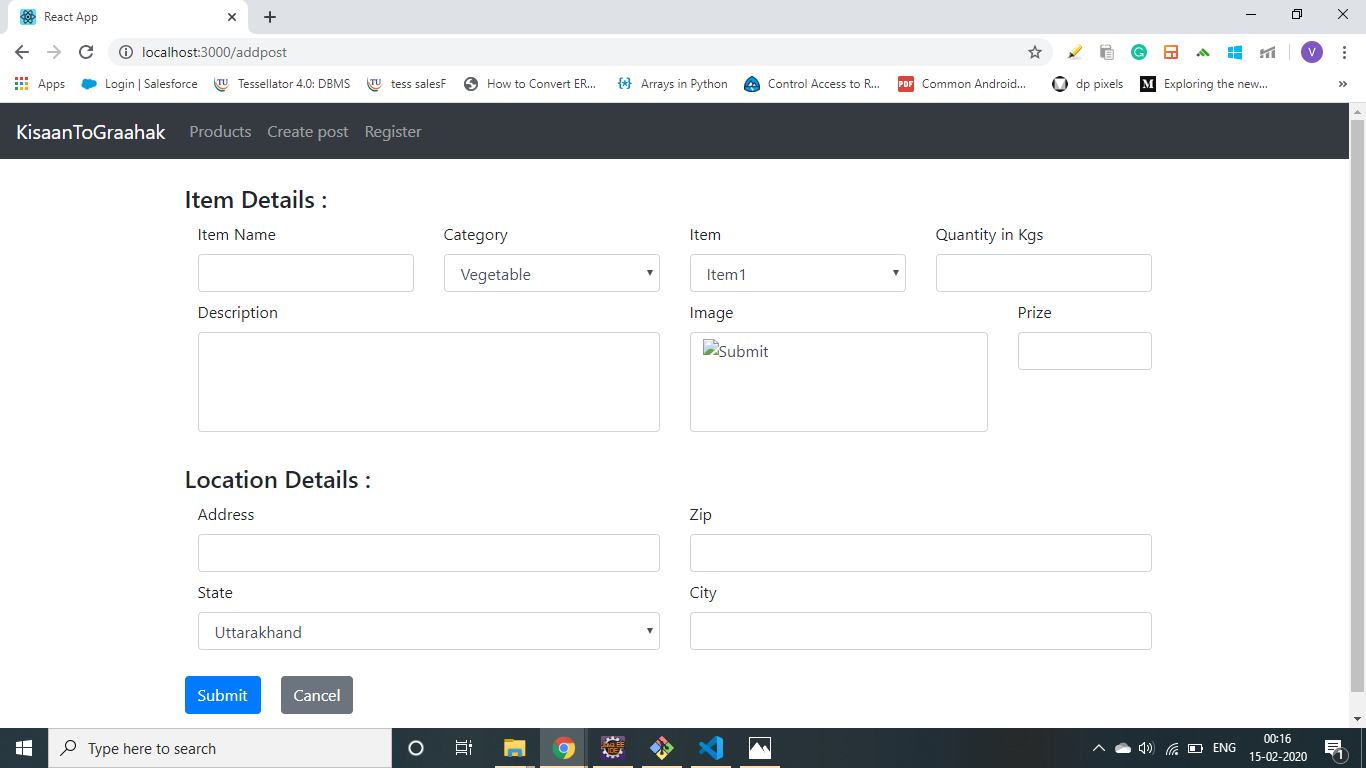 React App
localhost:3000/addpost
Apps Login | Salesforce Tessellator 4.0: DBMS tess salesF How to Convert ER... Arrays in Python Control Access to R... PDF Common Android... dp pixels M Exploring the new... »
KisaanToGraahak Products Create post Register
Item Details :
Item Name Category Item Quantity in Kgs
Vegetable Item1
Description Image Prize
Submit
Location Details :
Address Zip
State City
Uttarakhand
Submit Cancel
Type here to search
ENG 00:16
15-02-2020 1